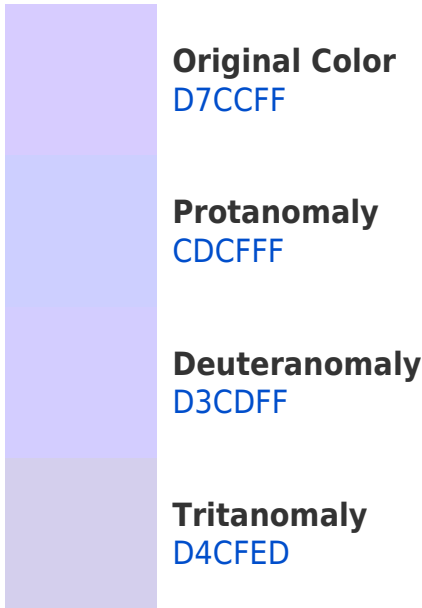 Original Color
D7CCFF
Protanomaly
CDCFFF
Deuteranomaly
D3CDFF
Tritanomaly
D4CFED